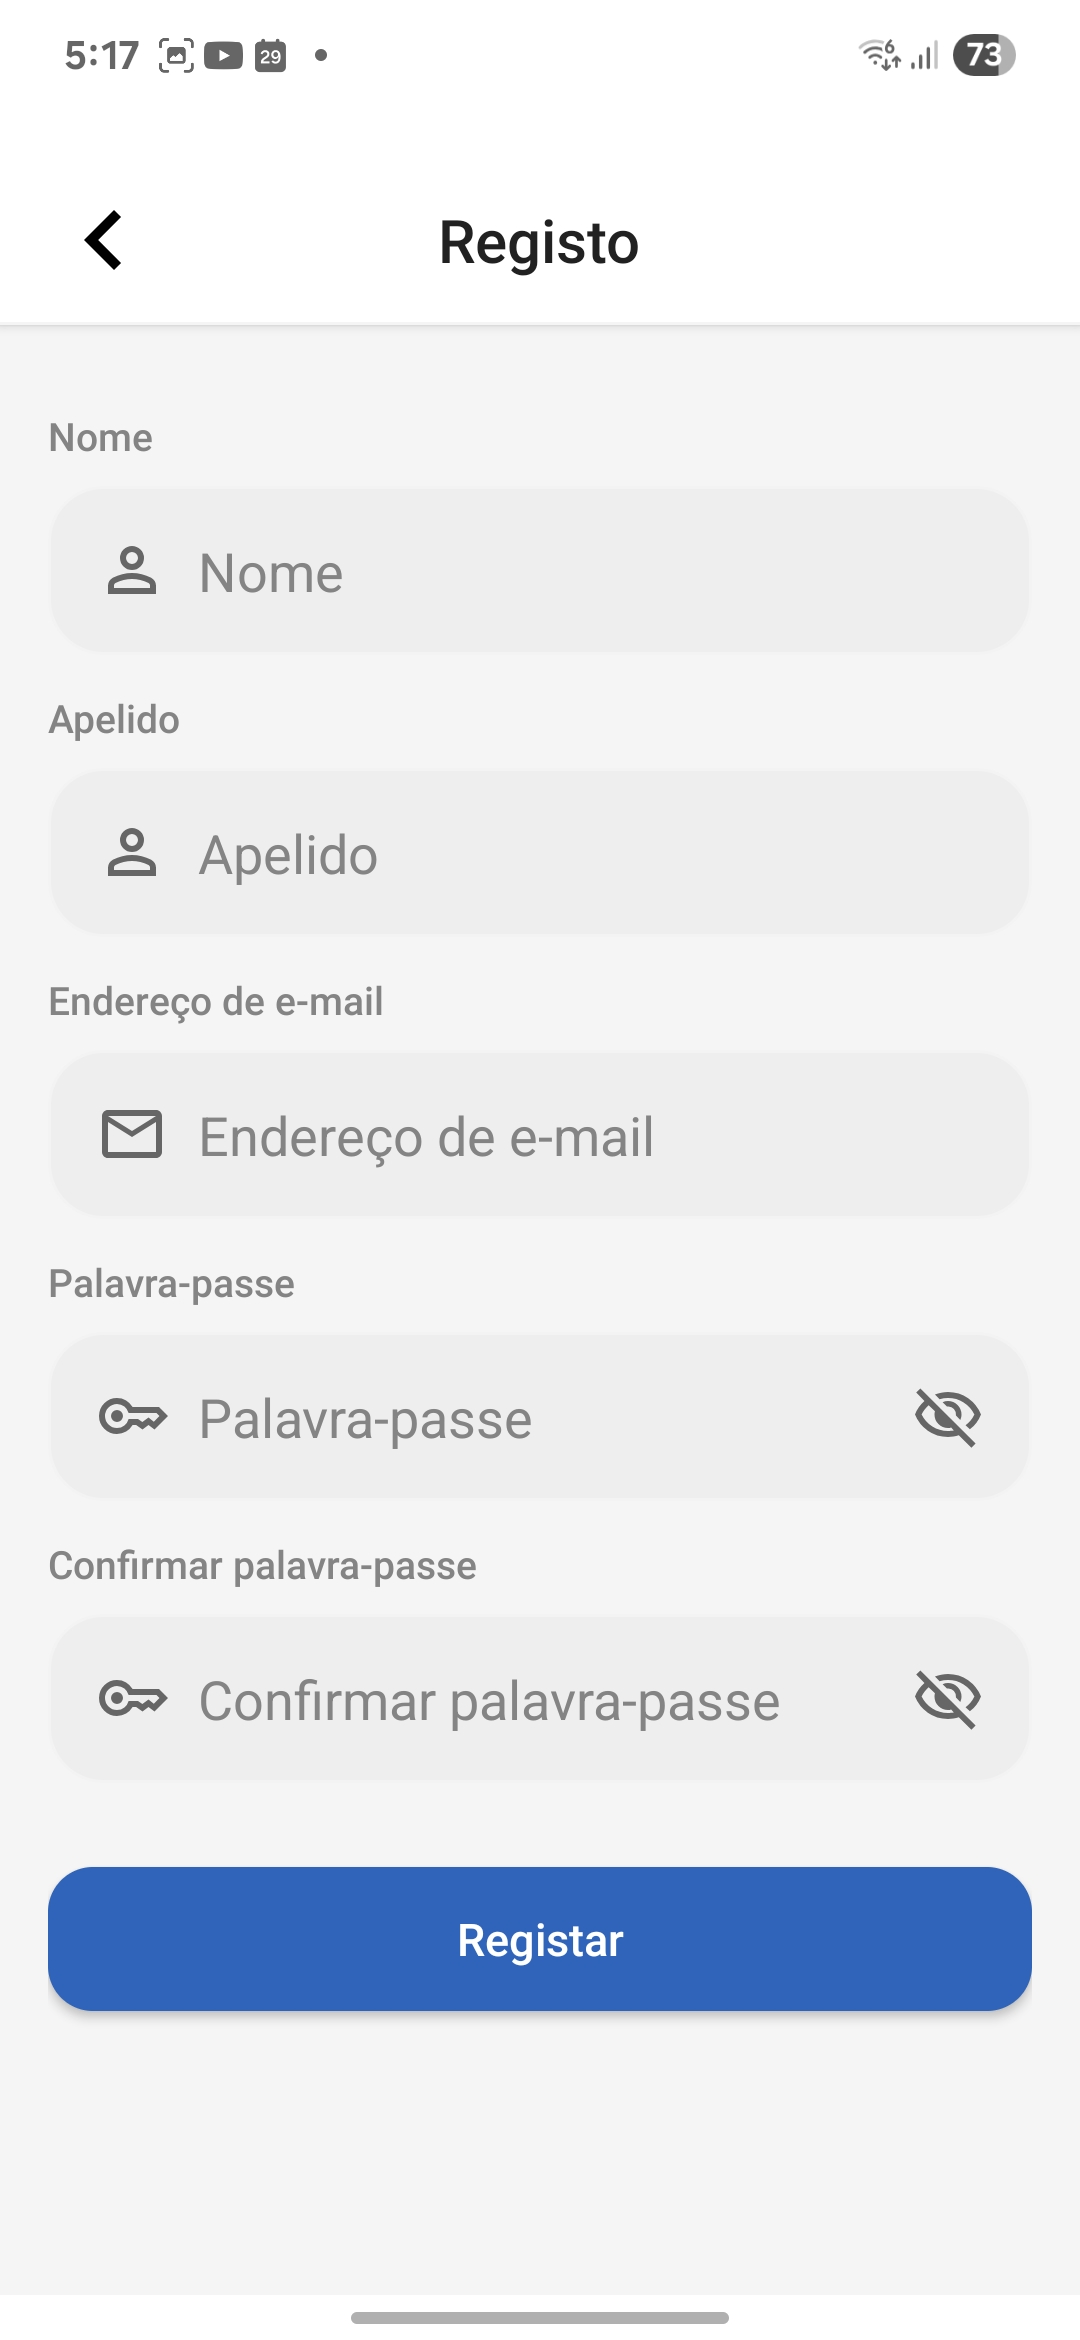 5:17 29 6 73
Registo
Nome
Nome
Apelido
Apelido
Endereço de e-mail
Endereço de e-mail
Palavra-passe
Palavra-passe
Confirmar palavra-passe
Confirmar palavra-passe
Registar